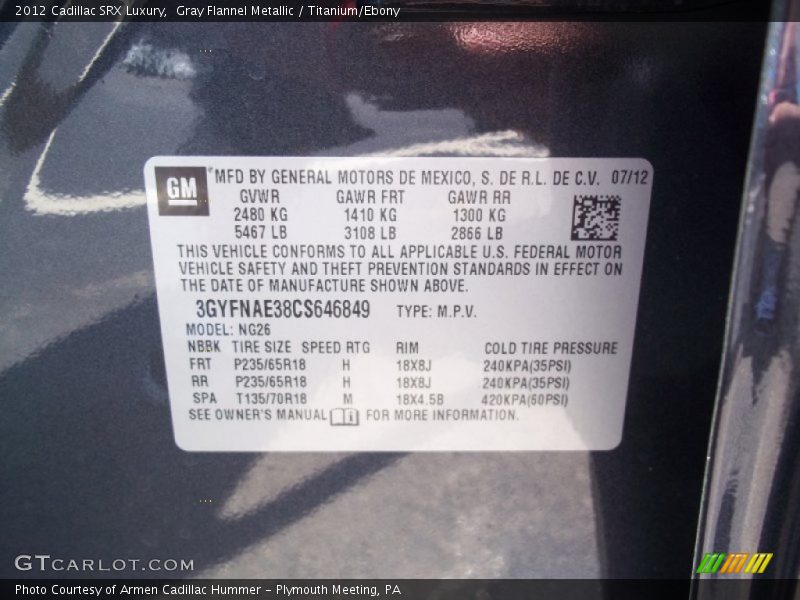 2012 Cadillac SRX Luxury,  Gray Flannel Metallic / Titanium/Ebony
GM
MFD BY GENERAL MOTORS DE MEXICO, S. DE R.L. DE C.V. 07/12
GVWR GAWR FRT GAWR RR
2480 KG 1410 KG 1300 KG
5467 LB 3108 LB 2866 LB
THIS VEHICLE CONFORMS TO ALL APPLICABLE U.S. FEDERAL MOTOR
VEHICLE SAFETY AND THEFT PREVENTION STANDARDS IN EFFECT ON
THE DATE OF MANUFACTURE SHOWN ABOVE.
3GYFNAE38CS646849 TYPE: M.P.V.
MODEL: NG26
NBBK TIRE SIZE SPEED RTG RIM COLD TIRE PRESSURE
FRT P235/65R18 H 18X8J 240KPA(35PSI)
RR P235/65R18 H 18X8J 240KPA(35PSI)
SPA T135/70R18 M 18X4.5B 420KPA(60PSI)
SEE OWNER'S MANUAL FOR MORE INFORMATION.
GTCARLOT.COM
Photo Courtesy of Armen Cadillac Hummer - Plymouth Meeting, PA